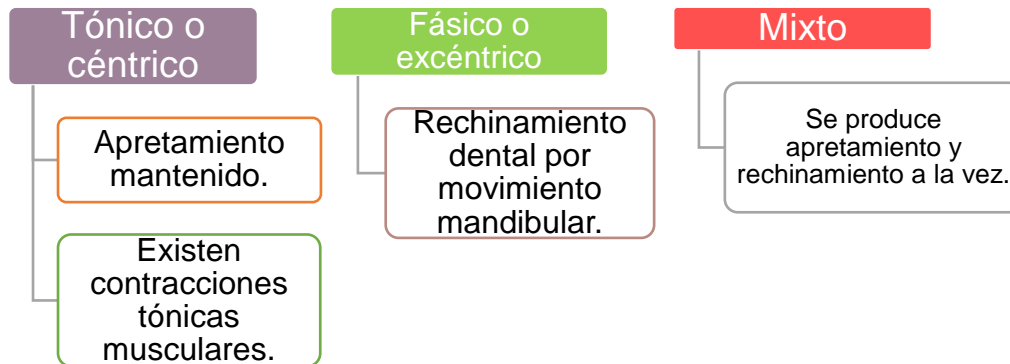 Tónico o
céntrico
Apretamiento
mantenido.
Existen
contracciones
tónicas
musculares.
Fásico o
excéntrico
Rechinamiento
dental por
movimiento
mandibular.
Mixto
Se produce
apretamiento y
rechinamiento a la vez.